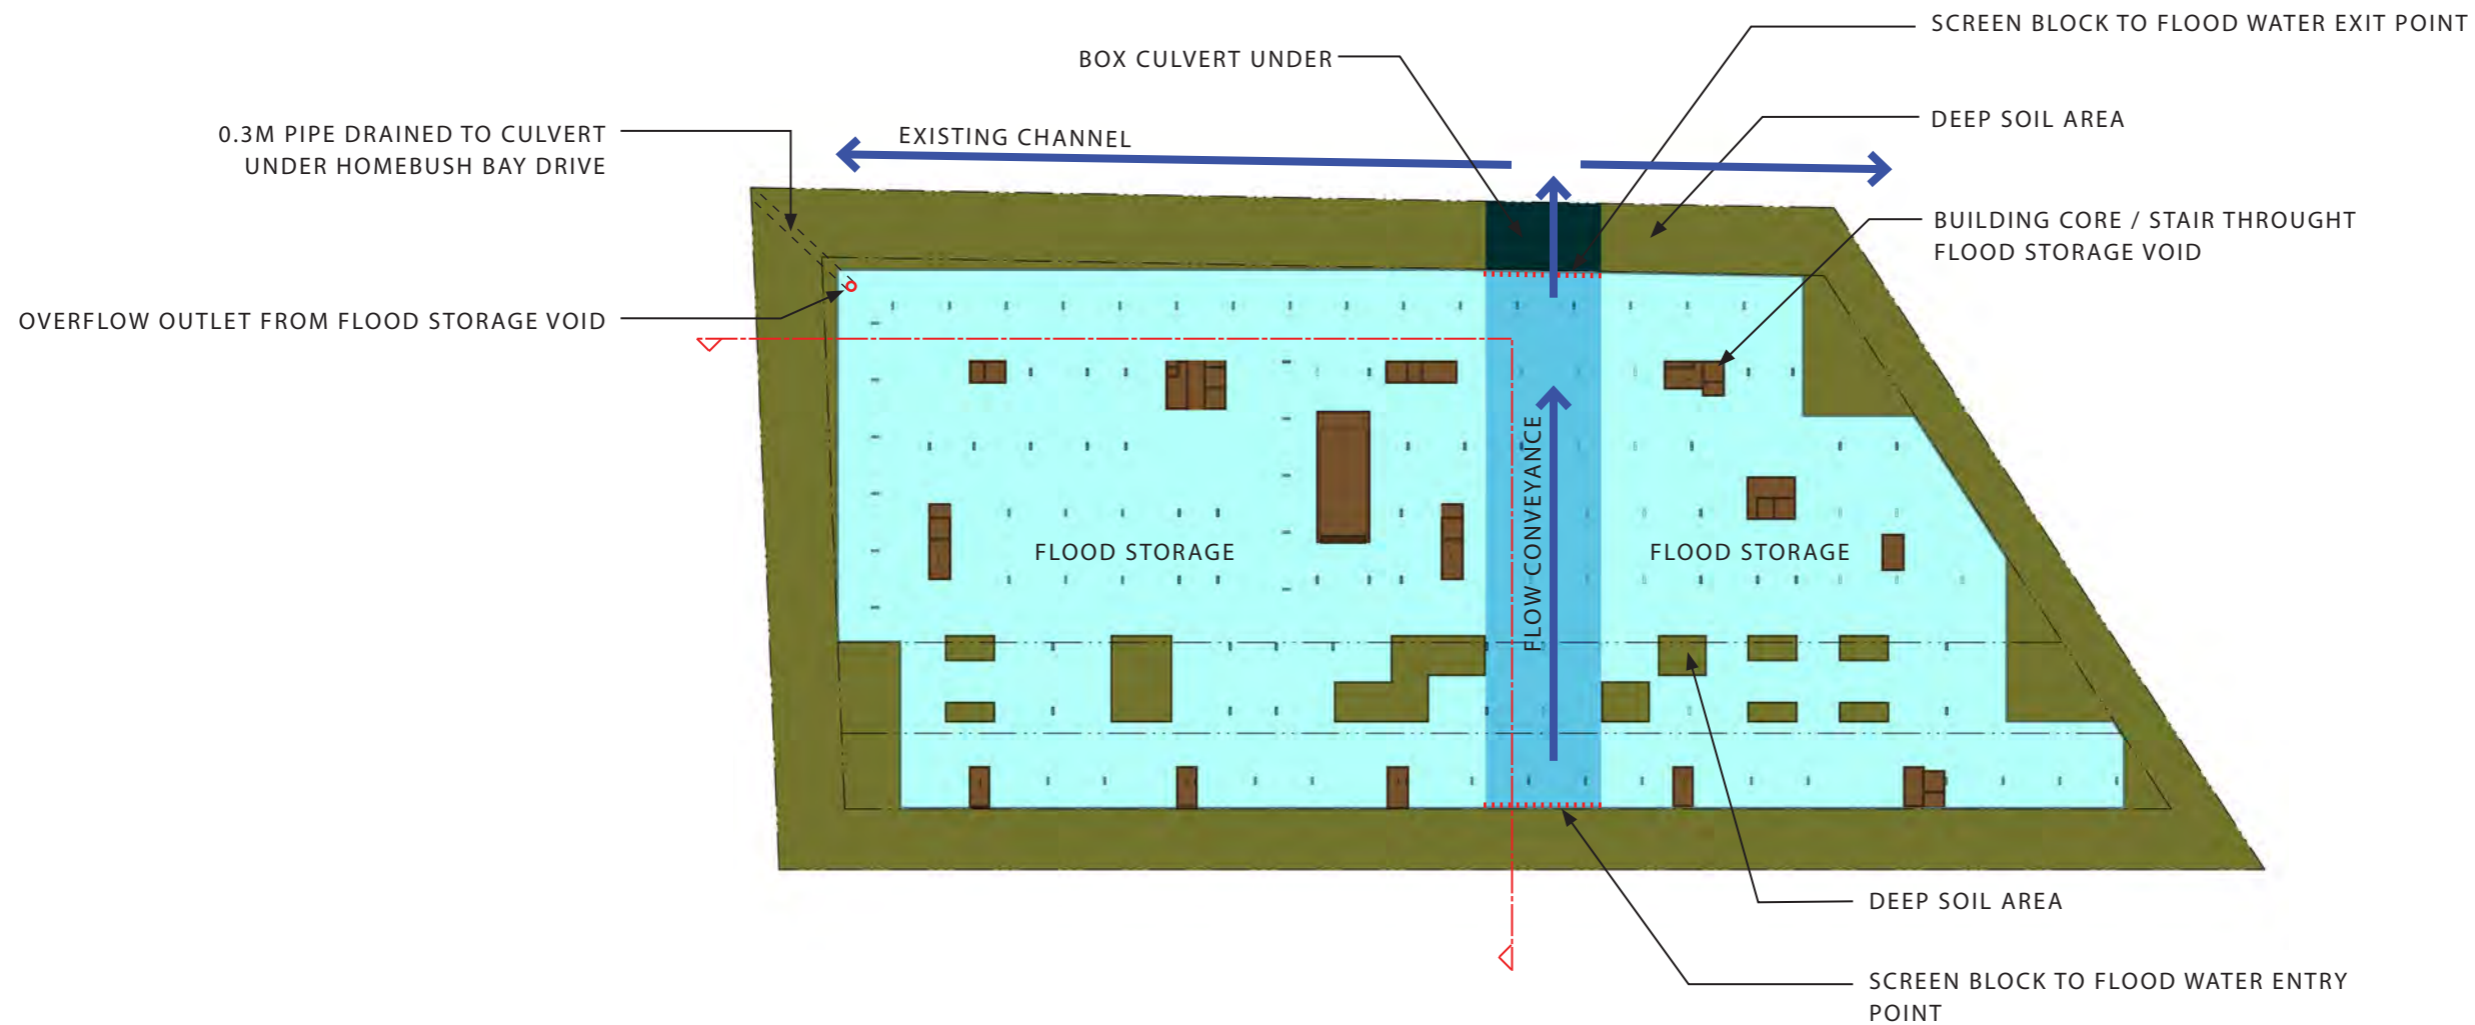 SCREEN BLOCK TO FLOOD WATER EXIT POINT
BOX CULVERT UNDER
DEEP SOIL AREA
0.3M PIPE DRAINED TO CULVERT
UNDER HOMEBUSH BAY DRIVE
EXISTING CHANNEL
BUILDING CORE / STAIR THROUGHT
FLOOD STORAGE VOID
OVERFLOW OUTLET FROM FLOOD STORAGE VOID
FLOW CONVEYANCE
FLOOD STORAGE
FLOOD STORAGE
DEEP SOIL AREA
SCREEN BLOCK TO FLOOD WATER ENTRY
POINT